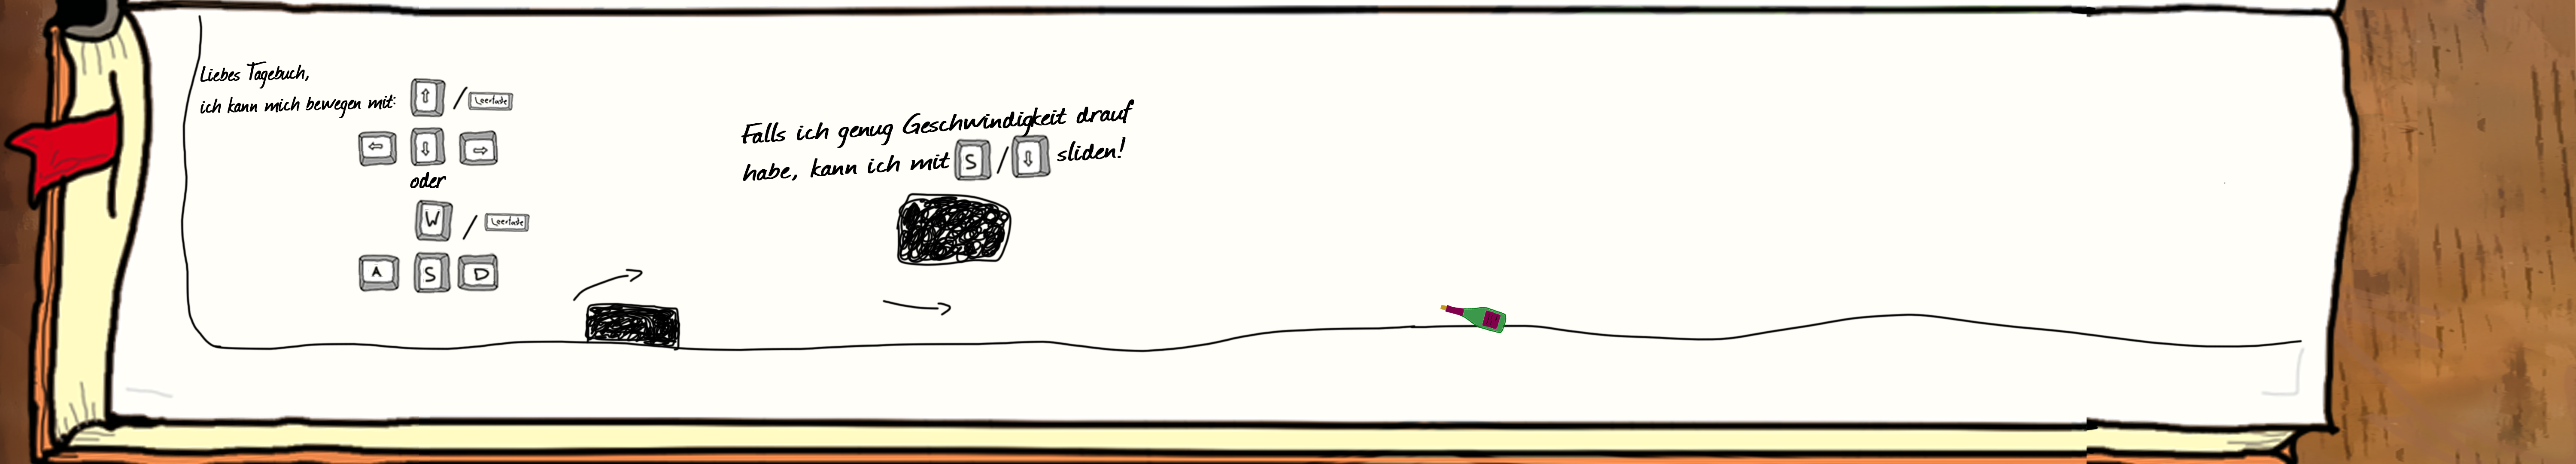 Liebes Tagebuch,
ich kann mich bewegen mit: ⇧ / Leertaste
⇦ ⇩ ⇨
oder
W / Leertaste
A S D
Falls ich genug Geschwindigkeit drauf
habe, kann ich mit S / ⇩ sliden!